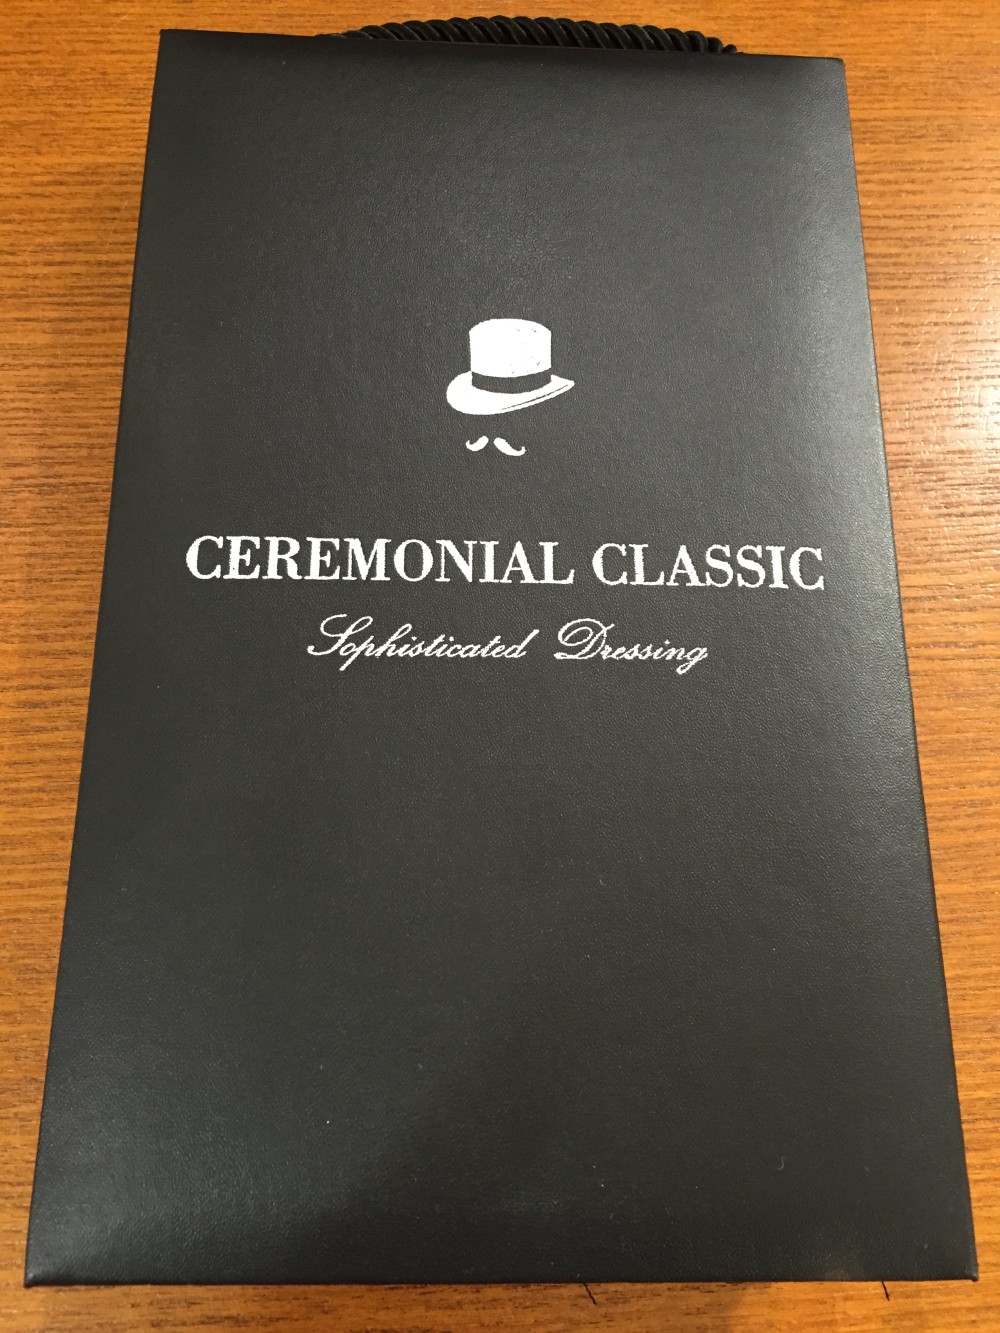 CEREMONIAL CLASSIC
Sophisticated Dressing